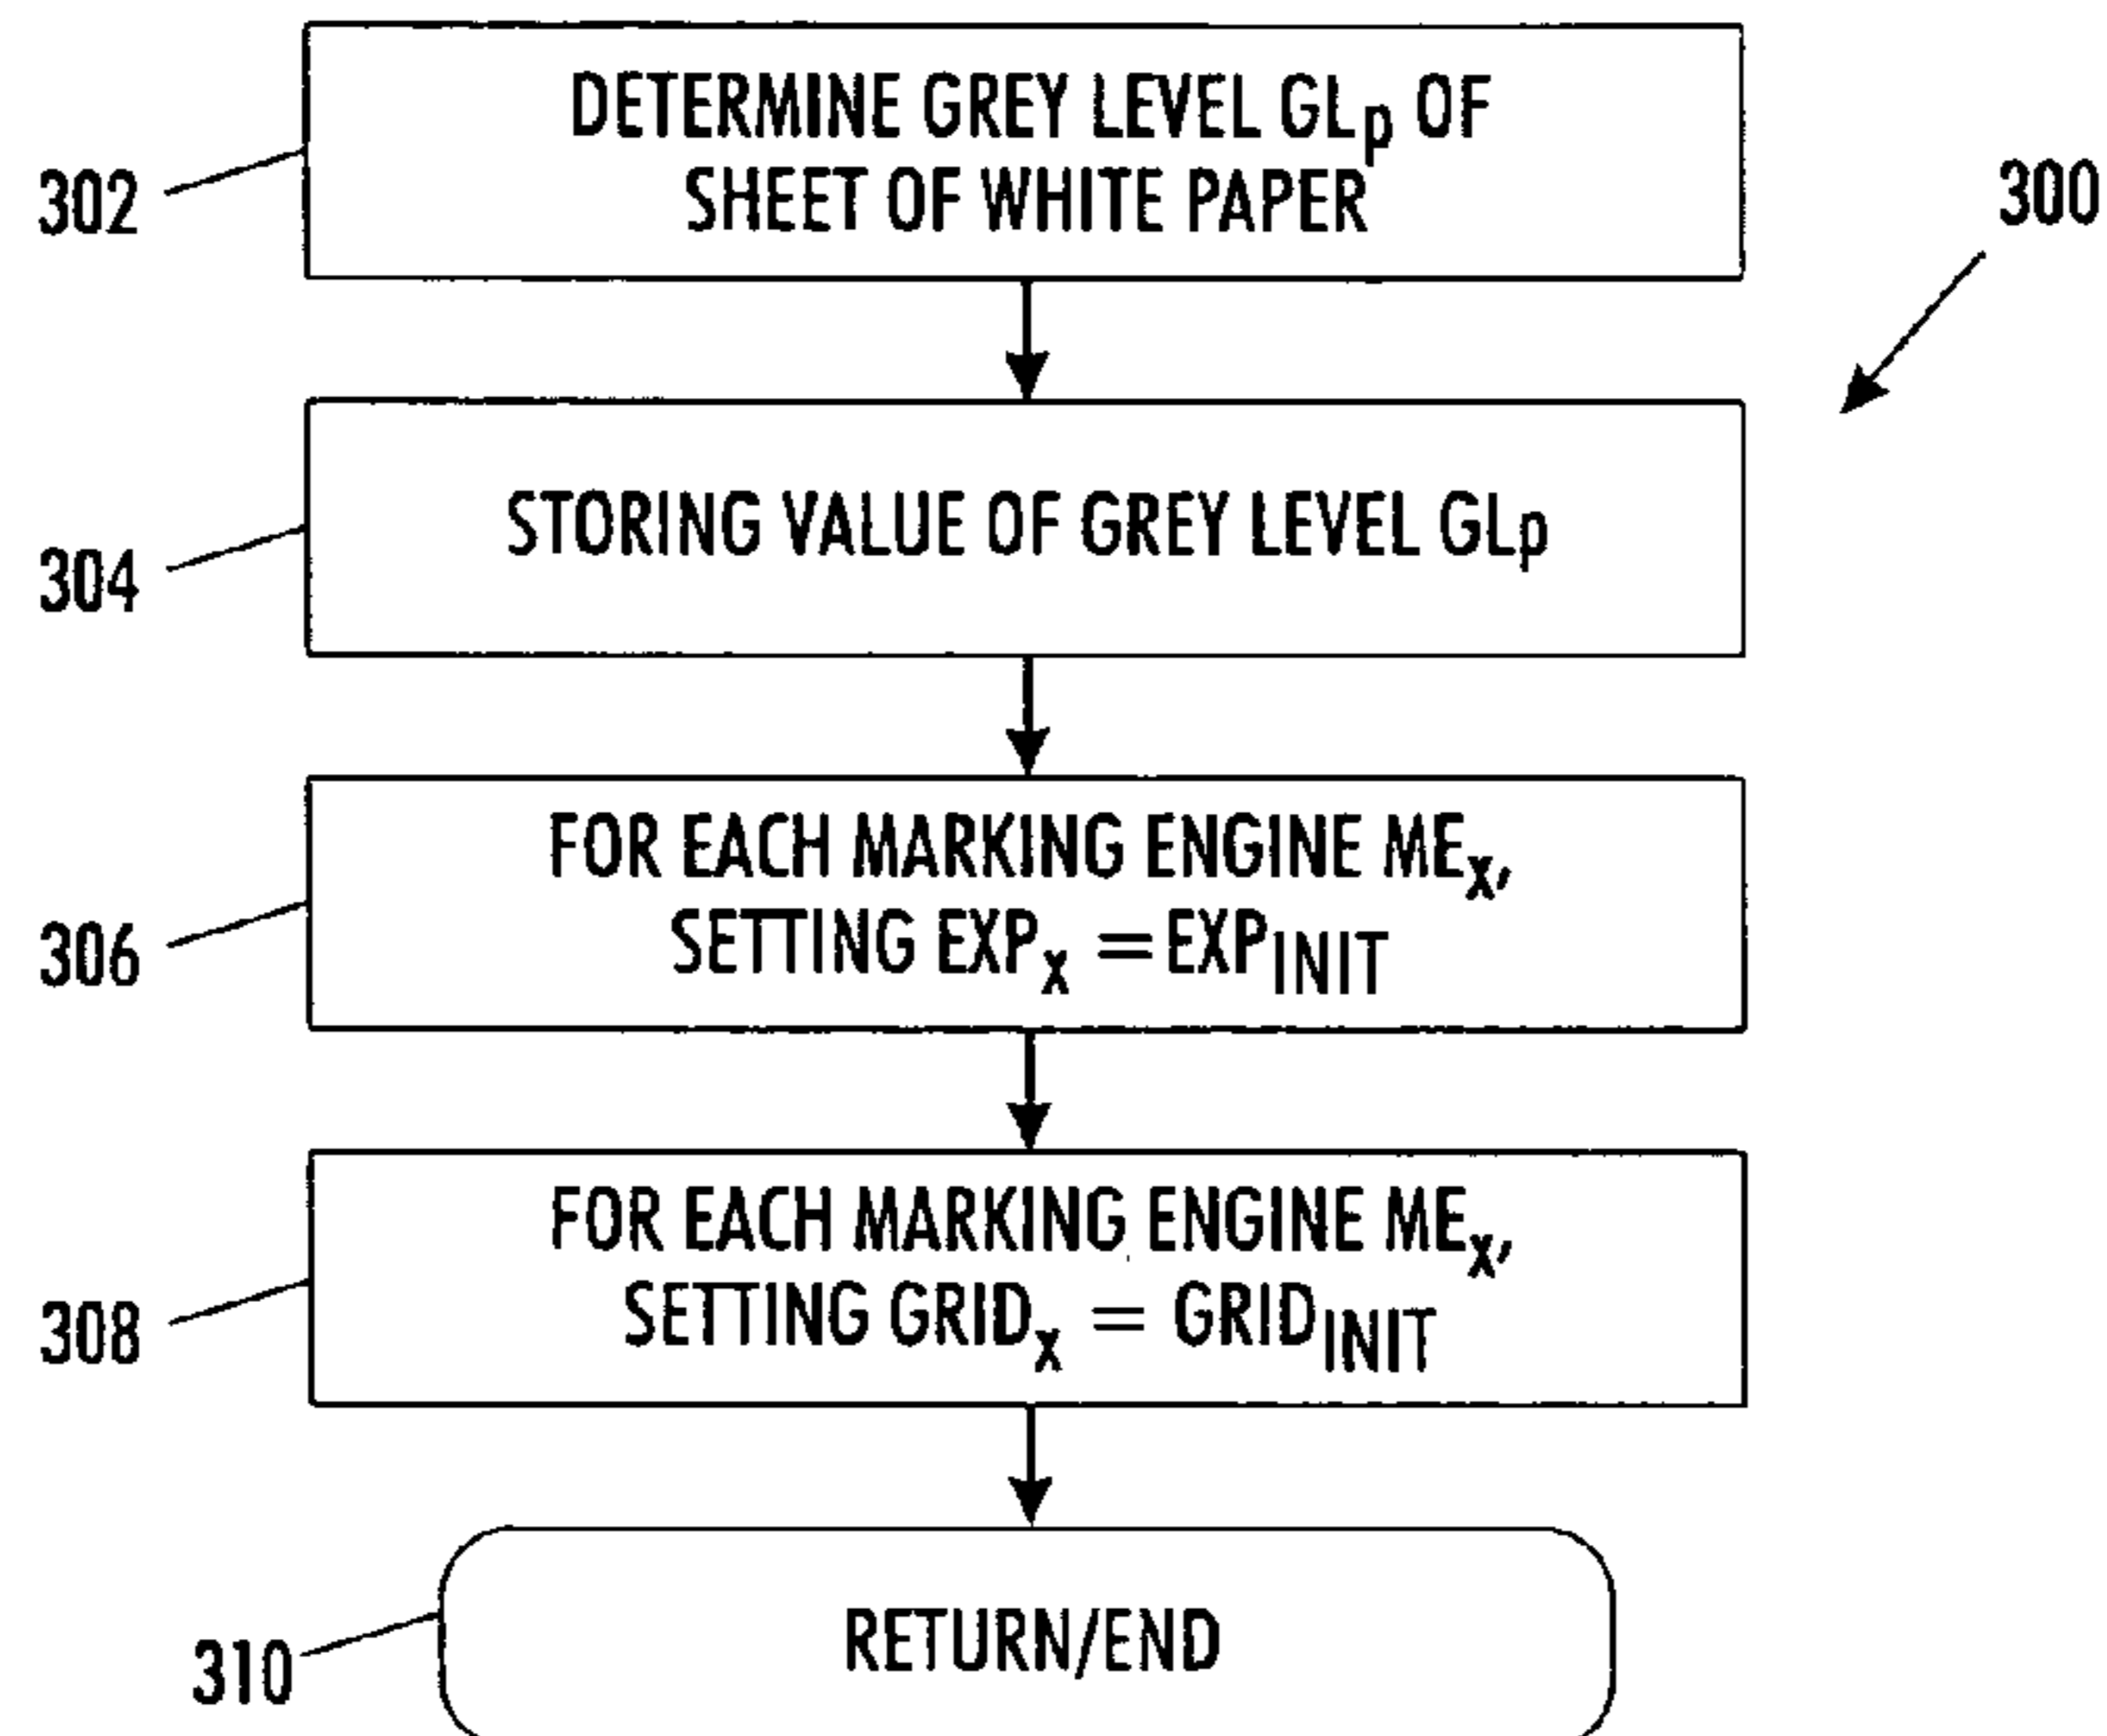 DETERMINE GREY LEVEL GLp OF
SHEET OF WHITE PAPER
302
300
STORING VALUE OF GREY LEVEL GLp
304
FOR EACH MARKING ENGINE MEx,
SETTING EXPx = EXPINIT
306
FOR EACH MARKING ENGINE MEx,
SETTING GRIDx = GRIDINIT
308
RETURN/END
310